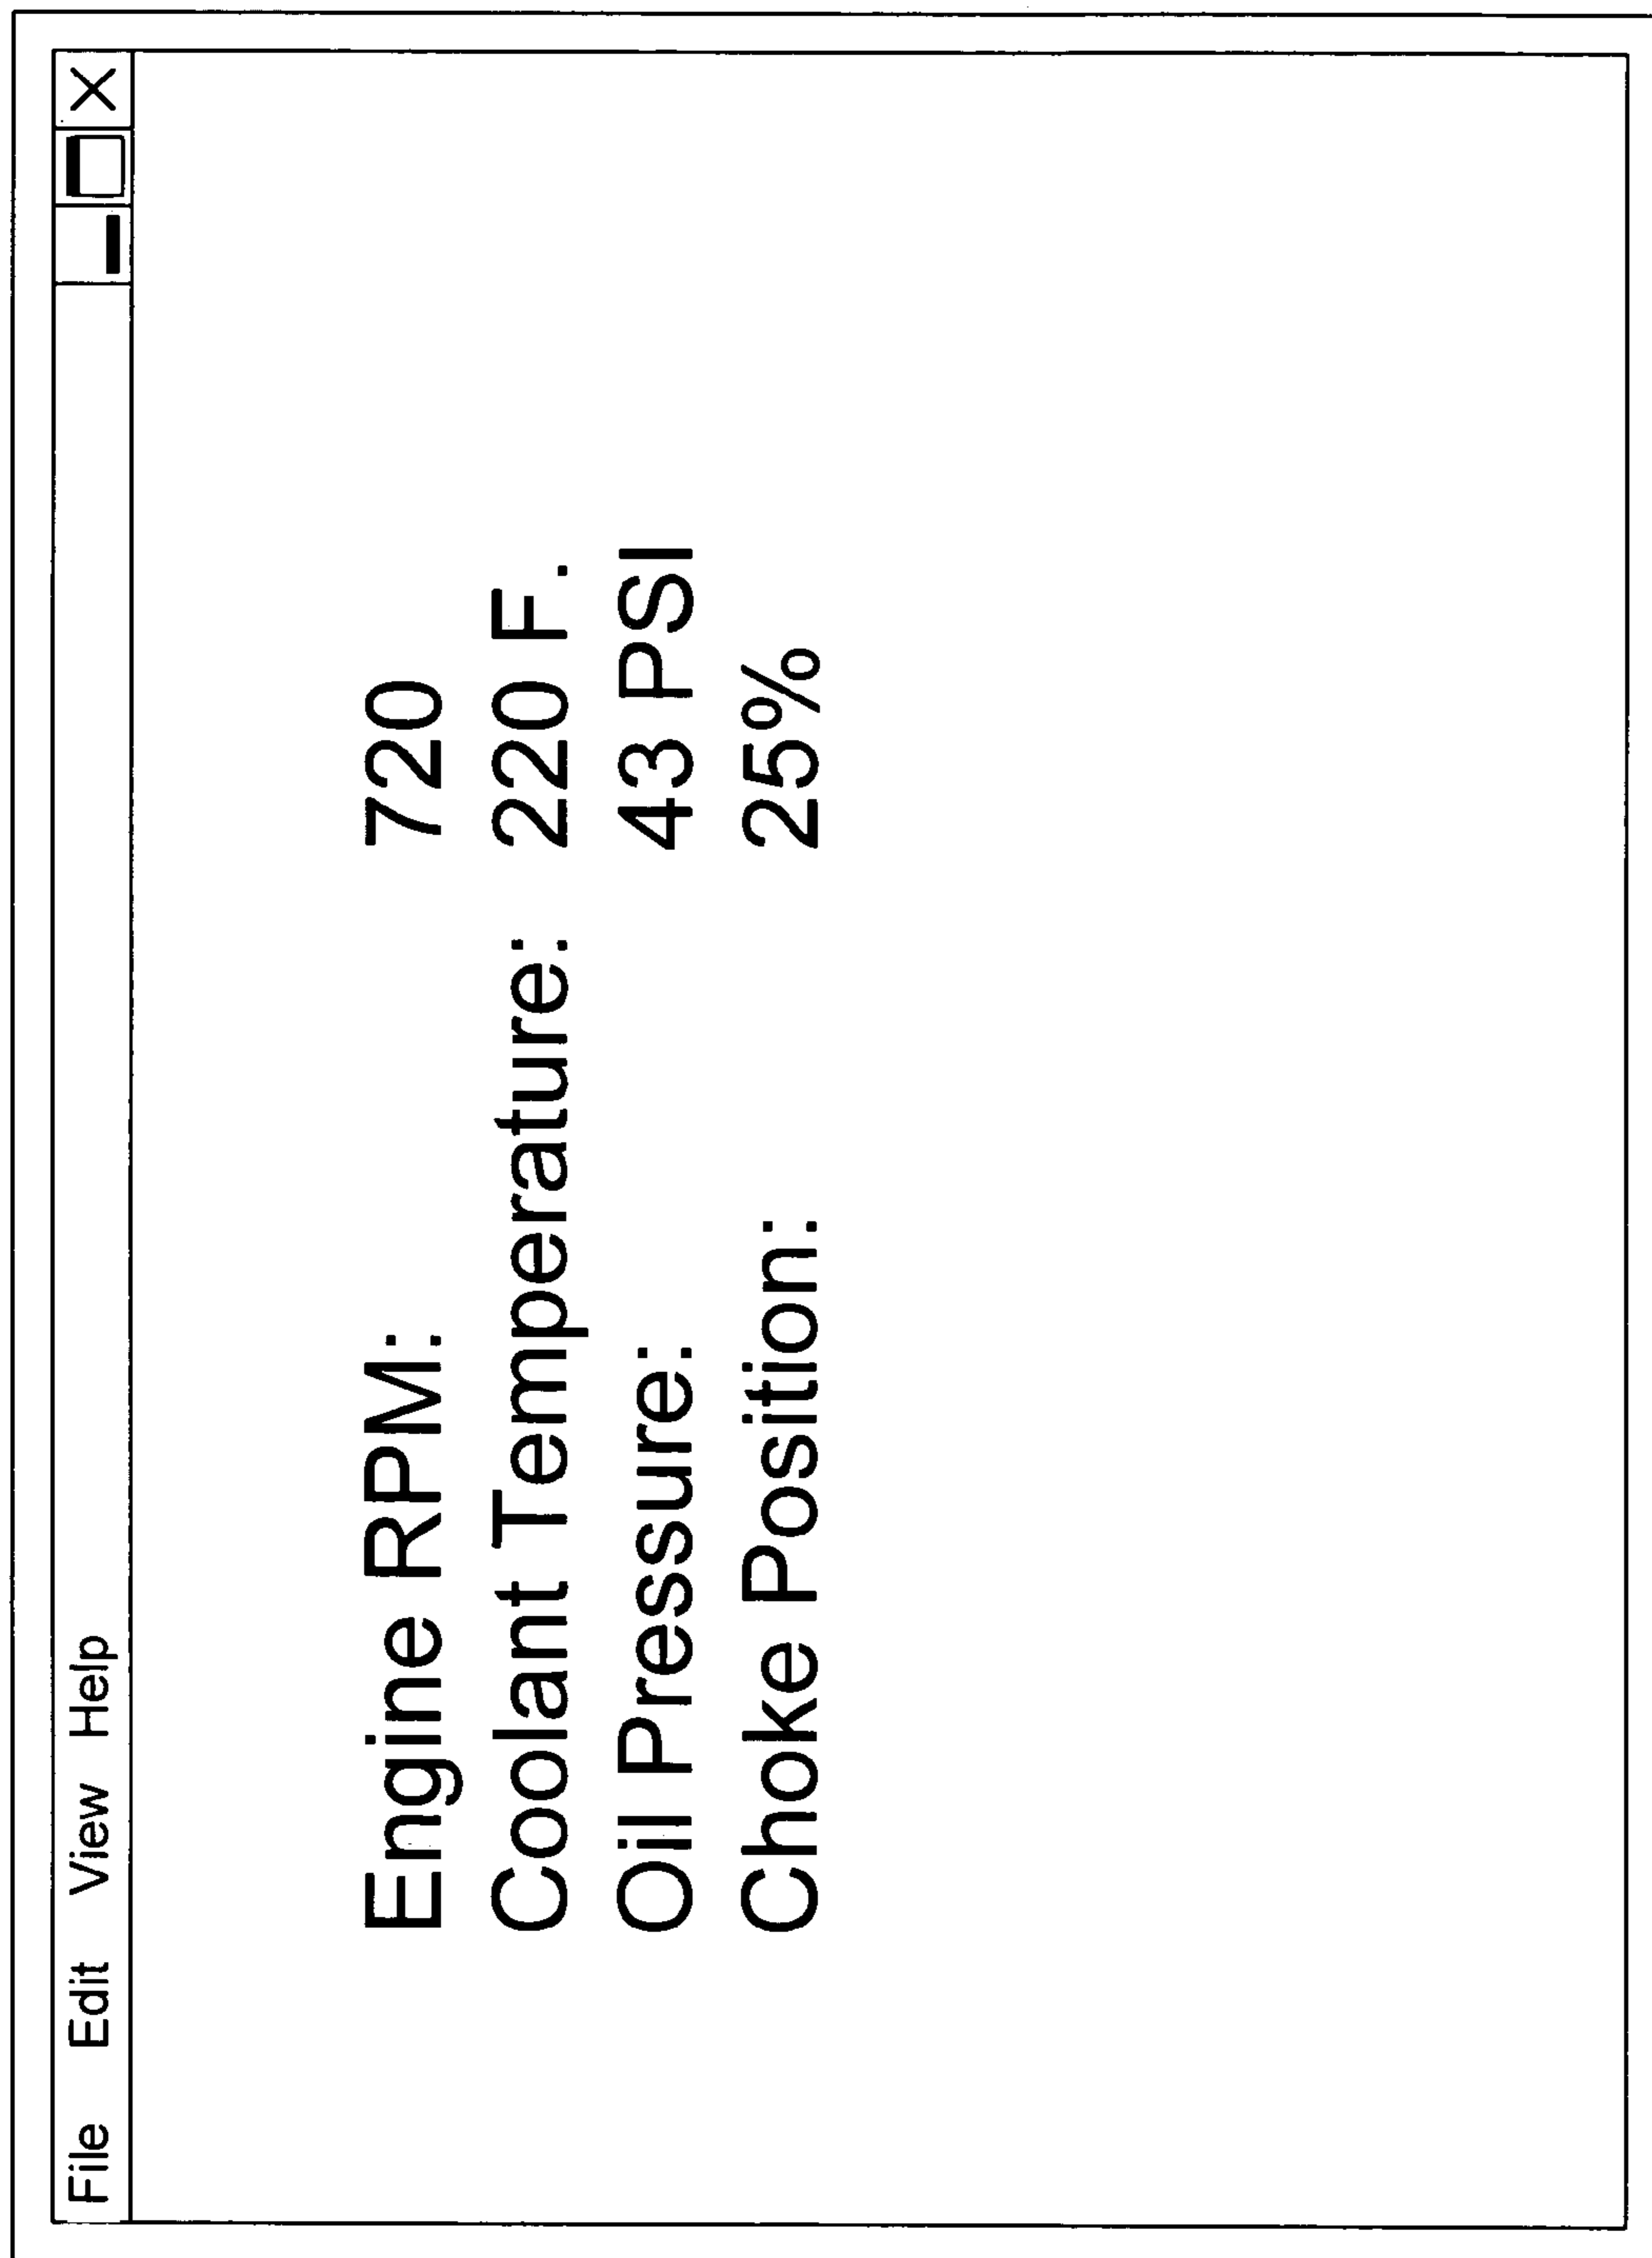 File Edit View Help
Engine RPM: 720
Coolant Temperature: 220 F.
Oil Pressure: 43 PSI
Choke Position: 25%